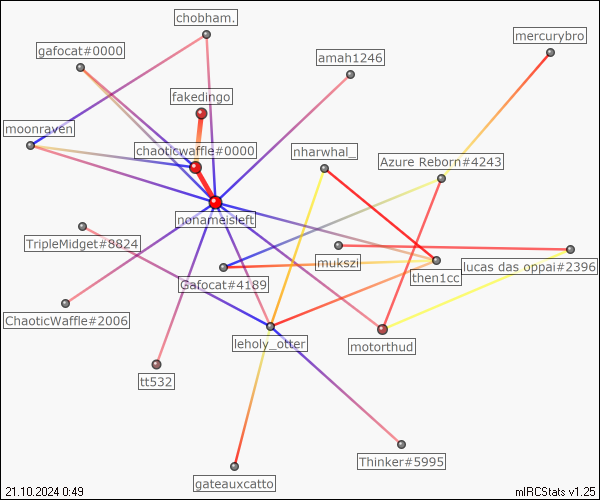 chobham.
mercurybro
gafocat#0000
amah1246
fakedingo
moonraven
chaoticwaffle#0000
nharwhal_
Azure Reborn#4243
nonameisleft
TripleMidget#8824
mukszi
lucas das oppai#2396
Gafocat#4189
then1cc
ChaoticWaffle#2006
leholy_otter
motorthud
tt532
Thinker#5995
gateauxcatto
21.10.2024 0:49
mIRCStats v1.25